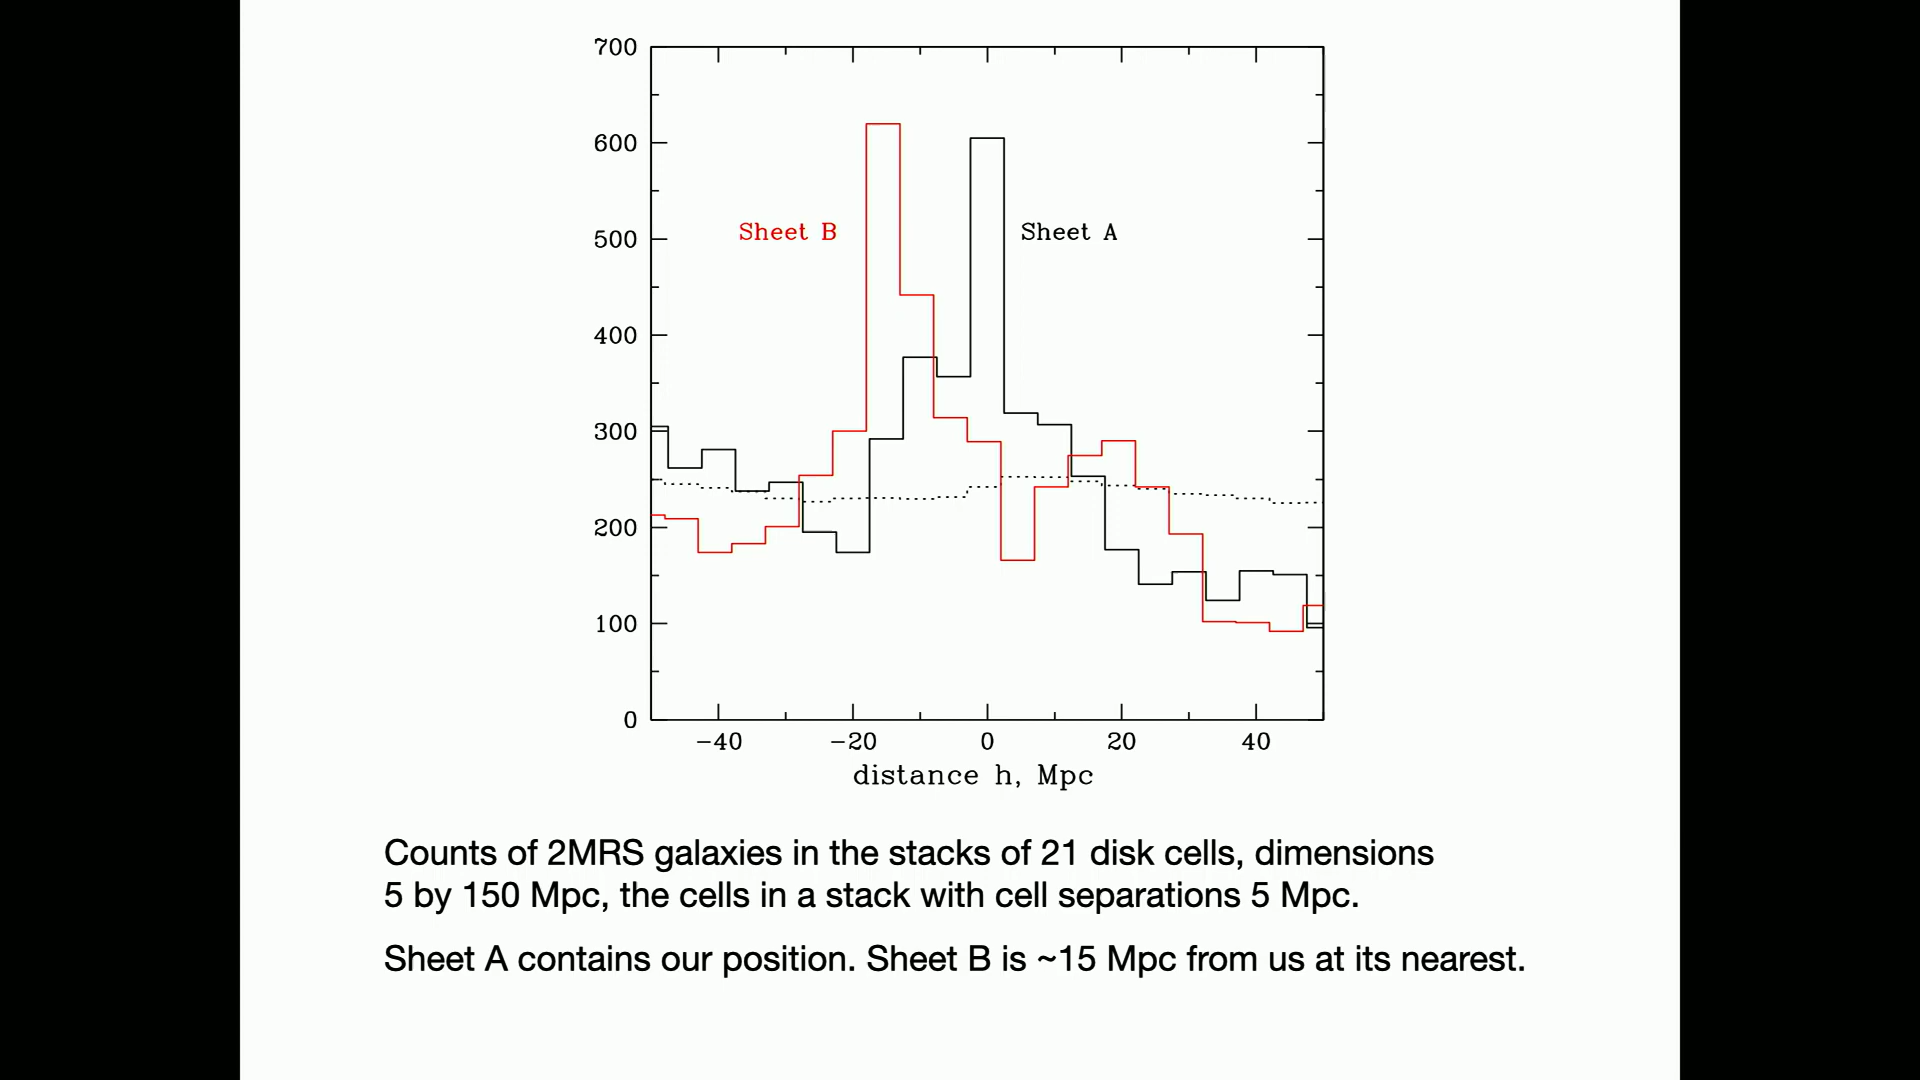 700
600
500
400
300
200
100
0
Sheet B
Sheet A
−40 −20 0 20 40
distance h, Mpc
Counts of 2MRS galaxies in the stacks of 21 disk cells, dimensions
5 by 150 Mpc, the cells in a stack with cell separations 5 Mpc.
Sheet A contains our position. Sheet B is ~15 Mpc from us at its nearest.